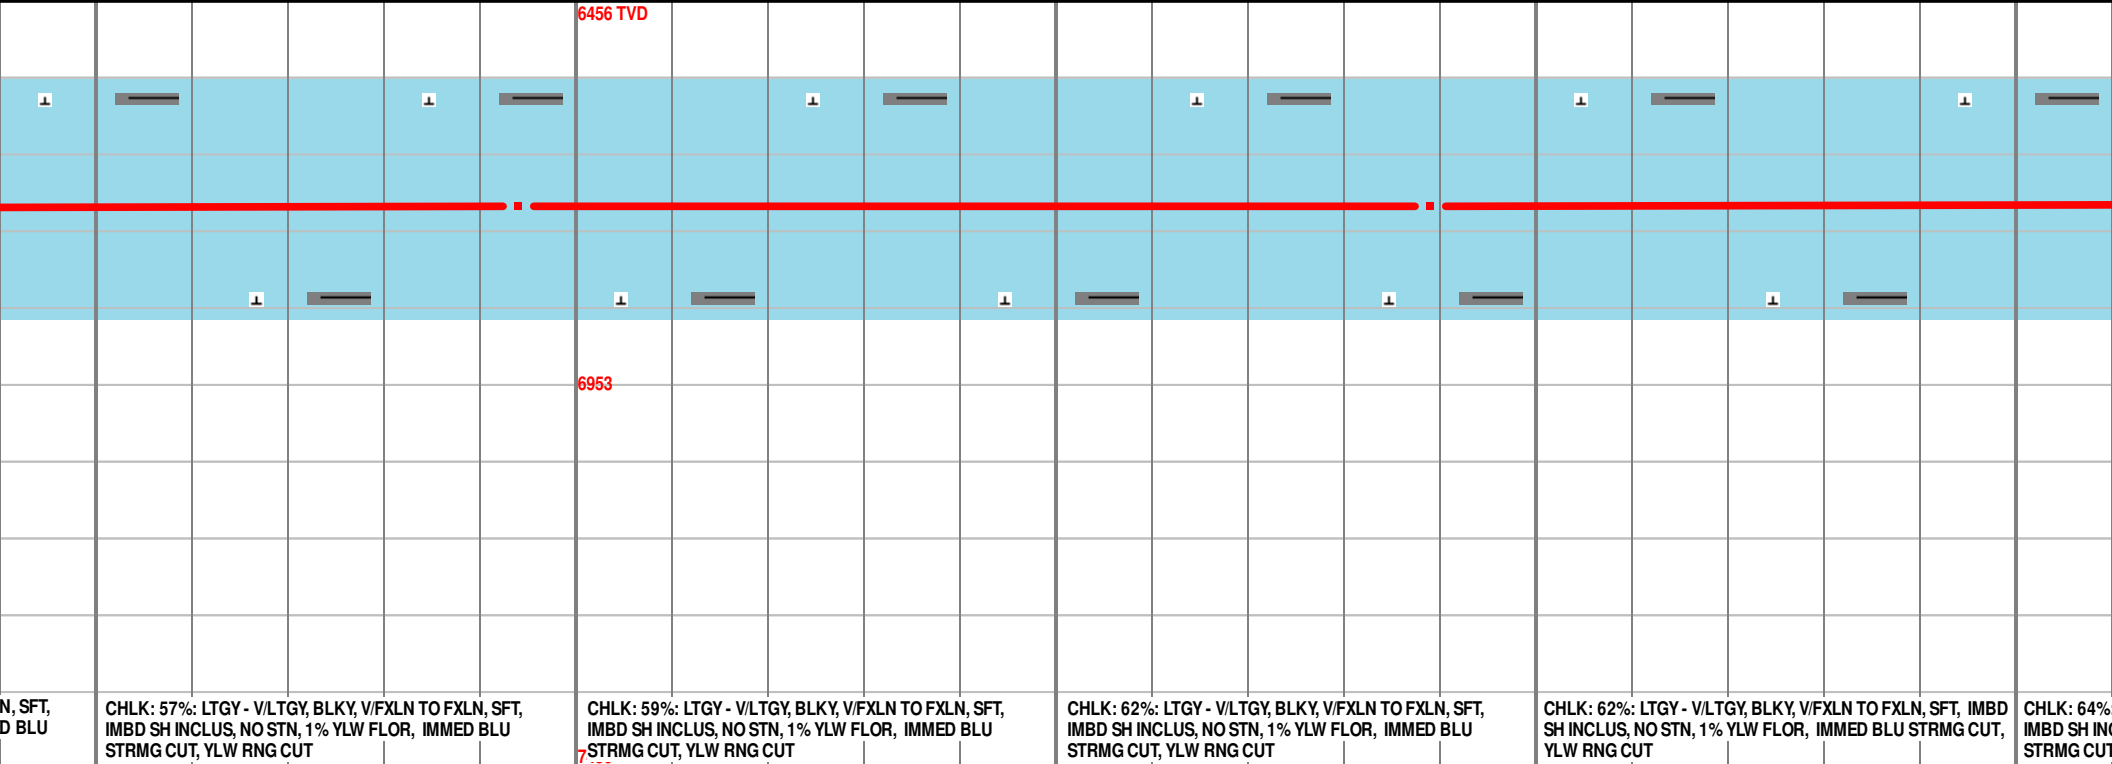 6456 TVD
6953
N, SFT,
D BLU
CHLK: 57%: LTGY - V/LTGY, BLKY, V/FXLN TO FXLN, SFT,
IMBD SH INCLUS, NO STN, 1% YLW FLOR, IMMED BLU
STRMG CUT, YLW RNG CUT
CHLK: 59%: LTGY - V/LTGY, BLKY, V/FXLN TO FXLN, SFT,
IMBD SH INCLUS, NO STN, 1% YLW FLOR, IMMED BLU
STRMG CUT, YLW RNG CUT
CHLK: 62%: LTGY - V/LTGY, BLKY, V/FXLN TO FXLN, SFT,
IMBD SH INCLUS, NO STN, 1% YLW FLOR, IMMED BLU
STRMG CUT, YLW RNG CUT
CHLK: 62%: LTGY - V/LTGY, BLKY, V/FXLN TO FXLN, SFT, IMBD
SH INCLUS, NO STN, 1% YLW FLOR, IMMED BLU STRMG CUT,
YLW RNG CUT
CHLK: 64%
IMBD SH IN
STRMG CUT